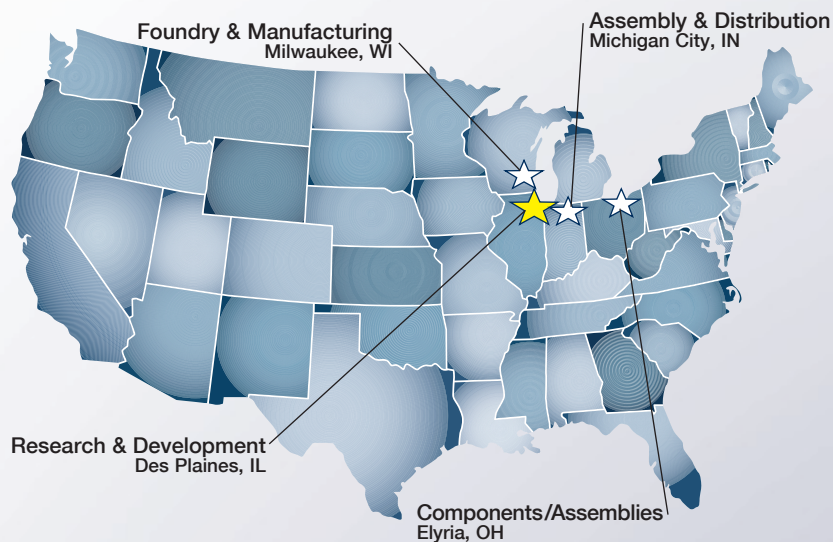 Foundry & Manufacturing
Milwaukee, WI
Assembly & Distribution
Michigan City, IN
Research & Development
Des Plaines, IL
Components/Assemblies
Elyria, OH